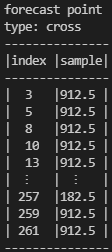 forecast point
type: cross
-----------------
|index |sample|
-----------------
| 3 |912.5 |
| 5 |912.5 |
| 8 |912.5 |
| 10 |912.5 |
| 13 |912.5 |
| ⋮ | ⋮ |
| 257 |182.5 |
| 259 |912.5 |
| 261 |912.5 |
-----------------